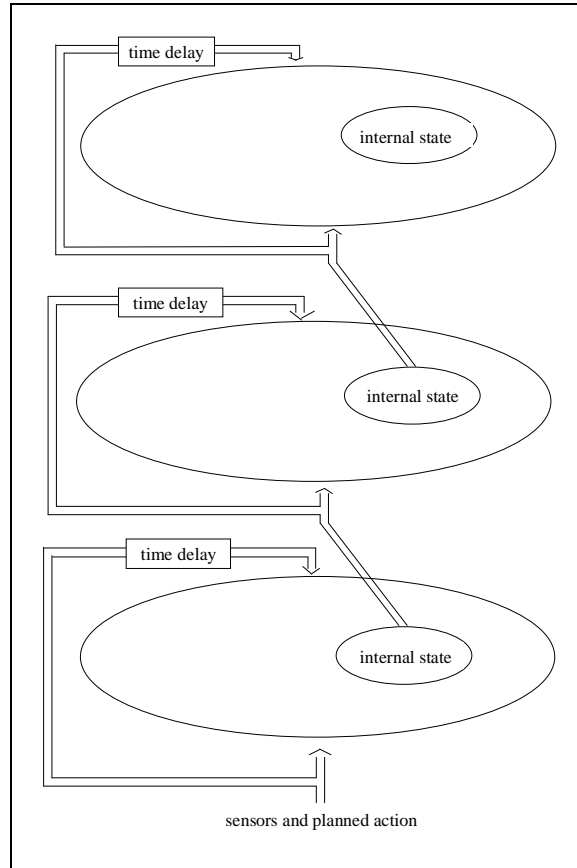 time delay
internal state
time delay
internal state
time delay
internal state
sensors and planned action